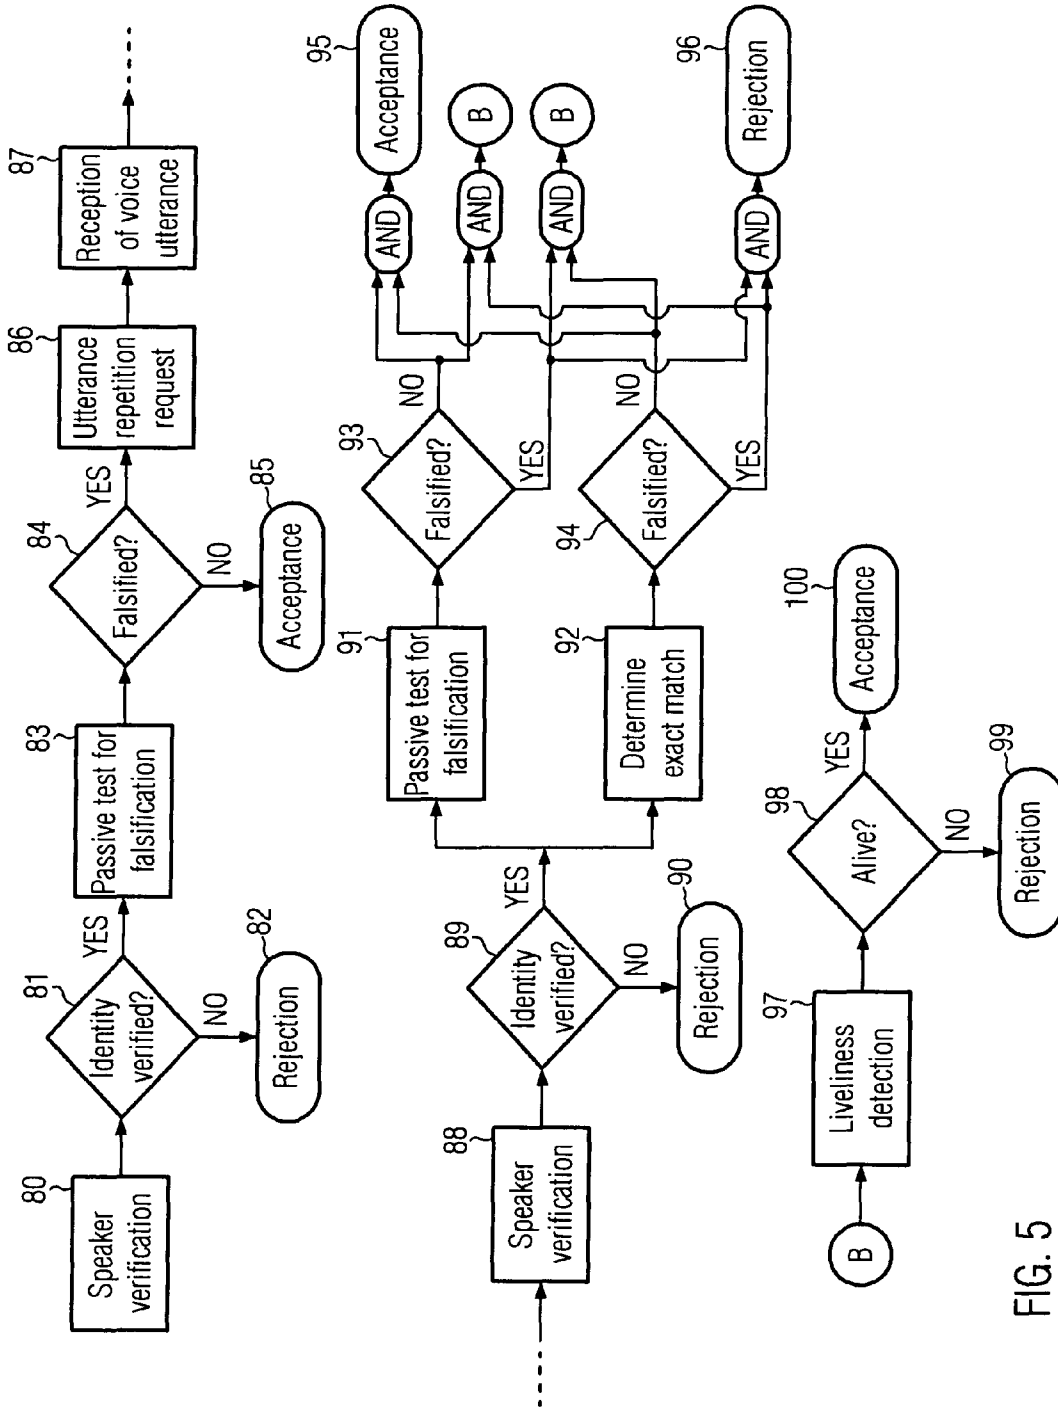 80
Speaker
verification
81
Identity
verified?
YES
NO
82
Rejection
83
Passive test for
falsification
84
Falsified?
YES
NO
85
Acceptance
86
Utterance
repetition
request
87
Reception
of voice
utterance
88
Speaker
verification
89
Identity
verified?
YES
NO
90
Rejection
91
Passive test for
falsification
92
Determine
exact match
93
Falsified?
NO
YES
94
Falsified?
NO
YES
AND
95
Acceptance
AND
B
AND
B
AND
96
Rejection
B
97
Liveliness
detection
98
Alive?
YES
NO
99
Rejection
100
Acceptance
FIG. 5